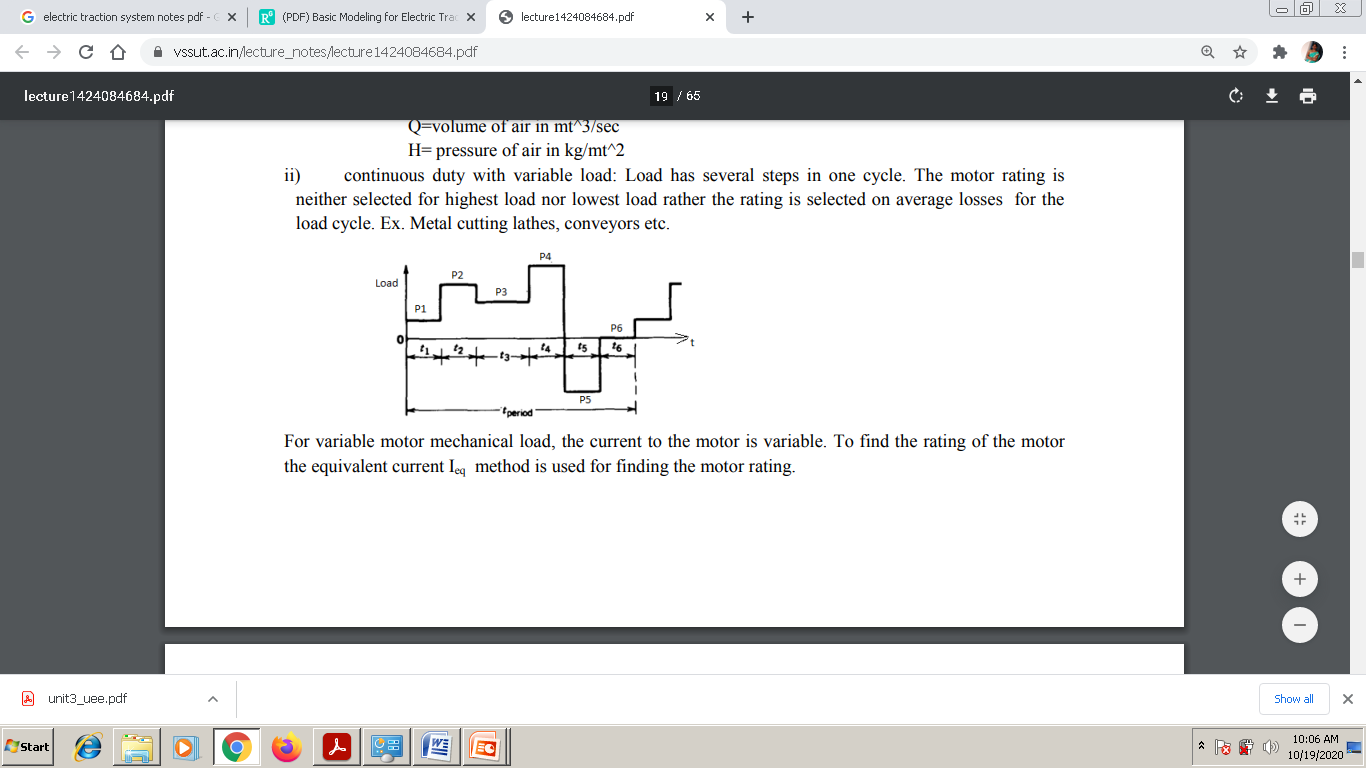 electric traction system notes pdf - G
(PDF) Basic Modeling for Electric Trac
lecture1424084684.pdf
vssut.ac.in/lecture_notes/lecture1424084684.pdf
lecture1424084684.pdf
19 / 65
Q=volume of air in mt^3/sec
H= pressure of air in kg/mt^2
ii) continuous duty with variable load: Load has several steps in one cycle. The motor rating is
neither selected for highest load nor lowest load rather the rating is selected on average losses for the
load cycle. Ex. Metal cutting lathes, conveyors etc.
P4
P2
Load
P3
P1
P6
0
t
t1 t2 t3 t4 t5 t6
P5
tperiod
For variable motor mechanical load, the current to the motor is variable. To find the rating of the motor
the equivalent current Ieq method is used for finding the motor rating.
unit3_uee.pdf
Show all
Start
10:06 AM
10/19/2020